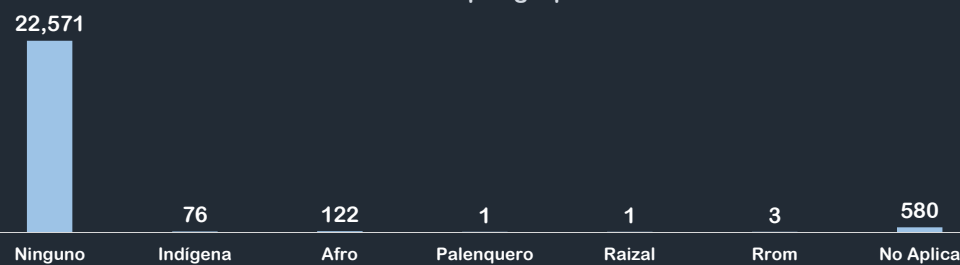 22,571
76
122
1
1
3
580
Ninguno
Indígena
Afro
Palenquero
Raizal
Rrom
No Aplica